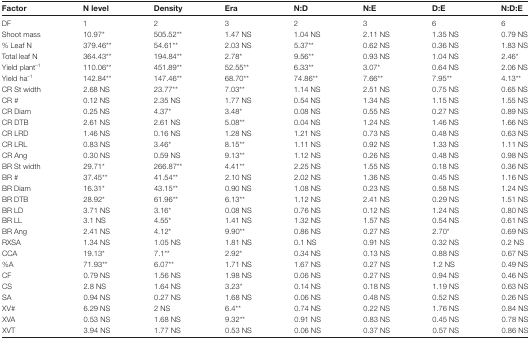 Factor N level Density Era N:D N:E D:E N:D:E
DF 1 2 3 2 3 6 6
Shoot mass 10.97* 505.52** 1.47 NS 1.04 NS 2.11 NS 1.35 NS 0.79 NS
% Leaf N 379.46** 54.61** 2.03 NS 5.37** 0.62 NS 0.36 NS 1.83 NS
Total leaf N 364.43** 194.84** 2.78* 9.56** 0.93 NS 1.04 NS 2.46*
Yield plant⁻¹ 110.06** 451.89** 52.55** 6.33** 3.07* 0.64 NS 2.06 NS
Yield ha⁻¹ 142.84** 147.46** 68.70** 74.86** 7.66** 7.95** 4.13**
CR St width 2.68 NS 23.77** 7.03** 1.14 NS 2.51 NS 0.75 NS 0.65 NS
CR # 0.12 NS 2.35 NS 1.77 NS 0.54 NS 1.34 NS 1.15 NS 1.55 NS
CR Diam 0.25 NS 4.37* 3.48* 0.08 NS 0.55 NS 0.27 NS 0.89 NS
CR DTB 2.61 NS 2.61 NS 5.08** 0.04 NS 1.24 NS 1.46 NS 1.66 NS
CR LRD 1.46 NS 0.16 NS 1.28 NS 1.21 NS 0.73 NS 0.48 NS 0.63 NS
CR LRL 0.83 NS 3.46* 8.15** 1.11 NS 0.92 NS 1.33 NS 1.11 NS
CR Ang 0.30 NS 0.59 NS 9.13** 1.12 NS 0.26 NS 0.48 NS 0.98 NS
BR St width 29.71* 266.87** 4.41** 2.25 NS 1.55 NS 0.18 NS 0.36 NS
BR # 37.45** 41.54** 2.10 NS 2.02 NS 1.36 NS 0.45 NS 1.16 NS
BR Diam 16.31* 43.15** 0.90 NS 1.08 NS 0.23 NS 0.58 NS 1.24 NS
BR DTB 28.92* 61.96** 6.13** 1.12 NS 2.41 NS 0.29 NS 1.51 NS
BR LD 3.71 NS 3.16* 0.08 NS 0.76 NS 0.12 NS 1.24 NS 0.80 NS
BR LL 3.1 NS 4.55* 1.41 NS 1.32 NS 1.57 NS 0.54 NS 0.61 NS
BR Ang 2.41 NS 4.12* 9.90** 0.86 NS 0.27 NS 2.70* 0.69 NS
RXSA 1.34 NS 1.05 NS 1.81 NS 0.1 NS 0.91 NS 0.32 NS 0.2 NS
CCA 19.13* 7.1** 2.92* 0.34 NS 0.13 NS 0.88 NS 0.67 NS
%A 71.93** 6.07** 1.71 NS 1.67 NS 0.27 NS 1.2 NS 0.49 NS
CF 0.79 NS 1.56 NS 1.98 NS 0.06 NS 0.27 NS 0.94 NS 0.46 NS
CS 2.8 NS 1.64 NS 3.23* 0.14 NS 0.18 NS 1.19 NS 0.63 NS
SA 0.94 NS 0.27 NS 1.68 NS 0.06 NS 0.48 NS 0.52 NS 0.26 NS
XV# 6.29 NS 2 NS 6.4** 0.74 NS 0.22 NS 1.76 NS 0.84 NS
XVA 0.53 NS 1.68 NS 9.32** 0.91 NS 0.83 NS 0.45 NS 0.78 NS
XVT 3.94 NS 1.77 NS 0.53 NS 0.06 NS 0.37 NS 0.57 NS 0.86 NS